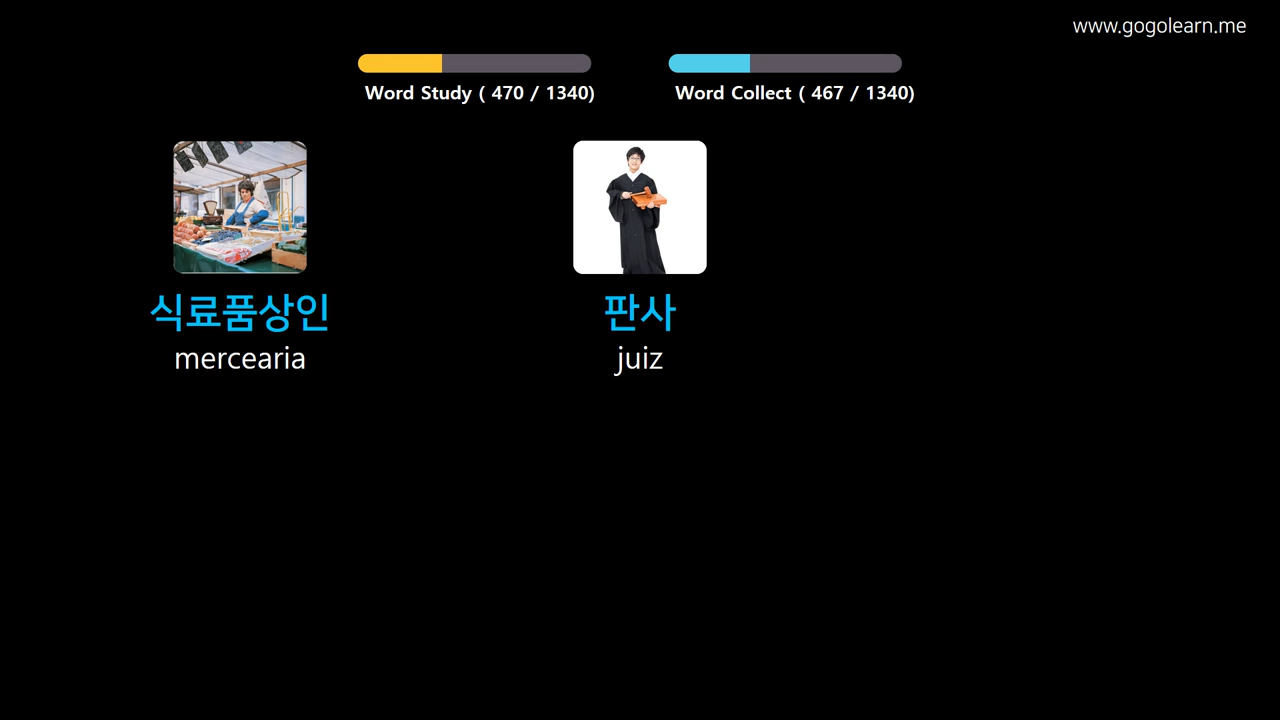 www.gogolearn.me
Word Study ( 470 / 1340)
Word Collect ( 467 / 1340)
식료품상인
mercearia
판사
juiz